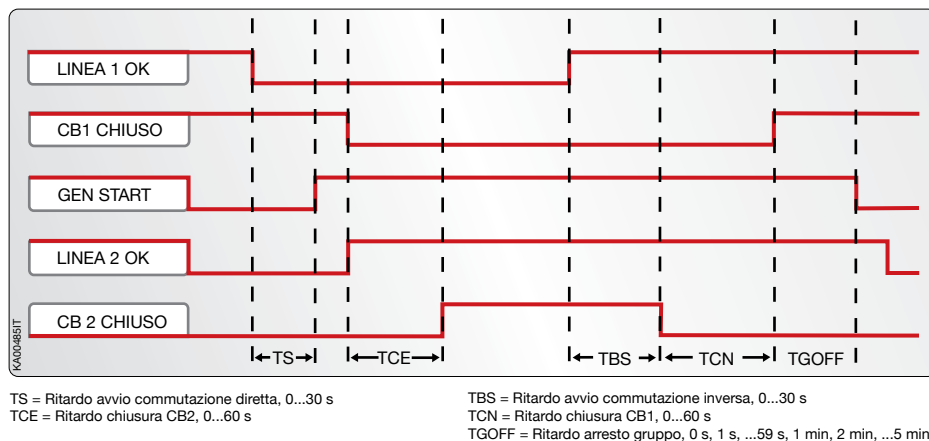 LINEA 1 OK
CB1 CHIUSO
GEN START
LINEA 2 OK
CB 2 CHIUSO
KA00485IT
TS
TCE
TBS
TCN
TGOFF
TS = Ritardo avvio commutazione diretta, 0...30 s
TCE = Ritardo chiusura CB2, 0...60 s
TBS = Ritardo avvio commutazione inversa, 0...30 s
TCN = Ritardo chiusura CB1, 0...60 s
TGOFF = Ritardo arresto gruppo, 0 s, 1 s, ...59 s, 1 min, 2 min, ...5 min